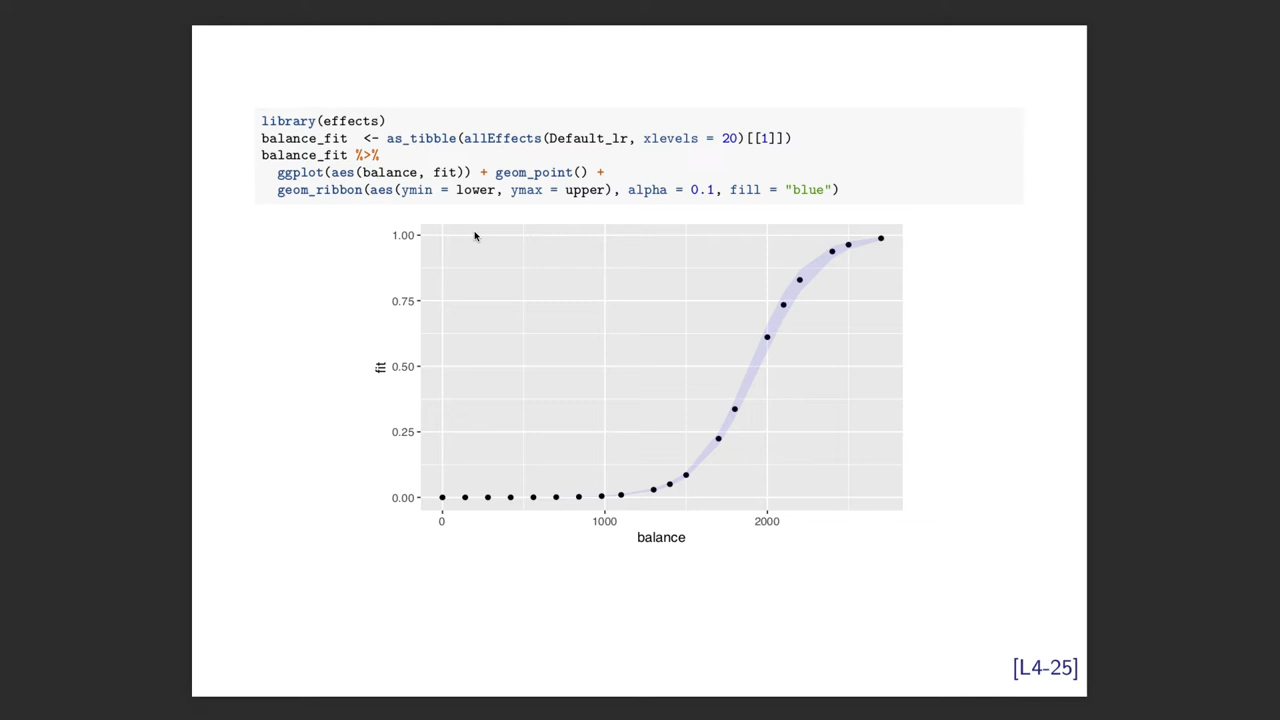 library(effects)
balance_fit  <- as_tibble(allEffects(Default_lr, xlevels = 20)[[1]])
balance_fit %>%
  ggplot(aes(balance, fit)) + geom_point() +
  geom_ribbon(aes(ymin = lower, ymax = upper), alpha = 0.1, fill = "blue")
1.00
0.75
fit
0.50
0.25
0.00
0 1000 2000
balance
[L4-25]